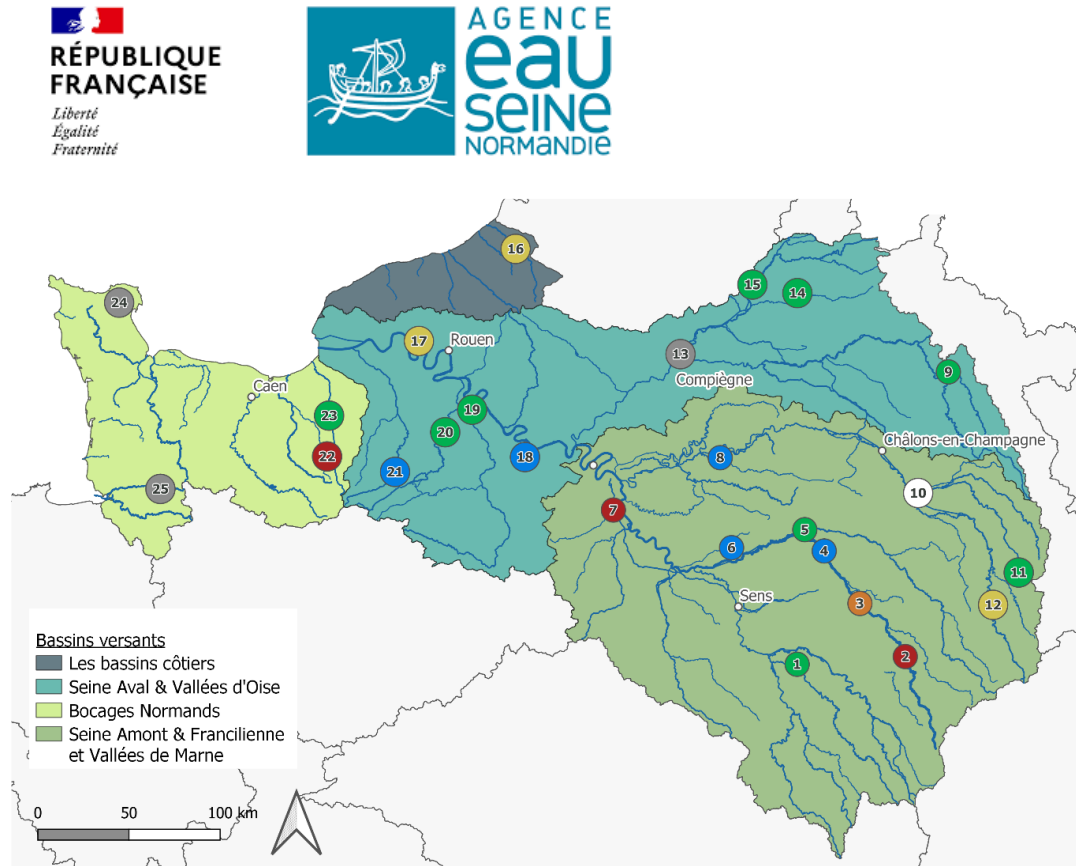 RÉPUBLIQUE
FRANÇAISE
Liberté
Égalité
Fraternité
AGENCE
eau
SEINE
NORMANDIE
16
24
15
14
17
Rouen
13
Compiègne
9
Caen
23
19
20
Châlons-en-Champagne
22
21
18
8
25
10
7
5
6
4
11
Sens
3
12
2
1
Bassins versants
Les bassins côtiers
Seine Aval & Vallées d'Oise
Bocages Normands
Seine Amont & Francilienne
et Vallées de Marne
0 50 100 km